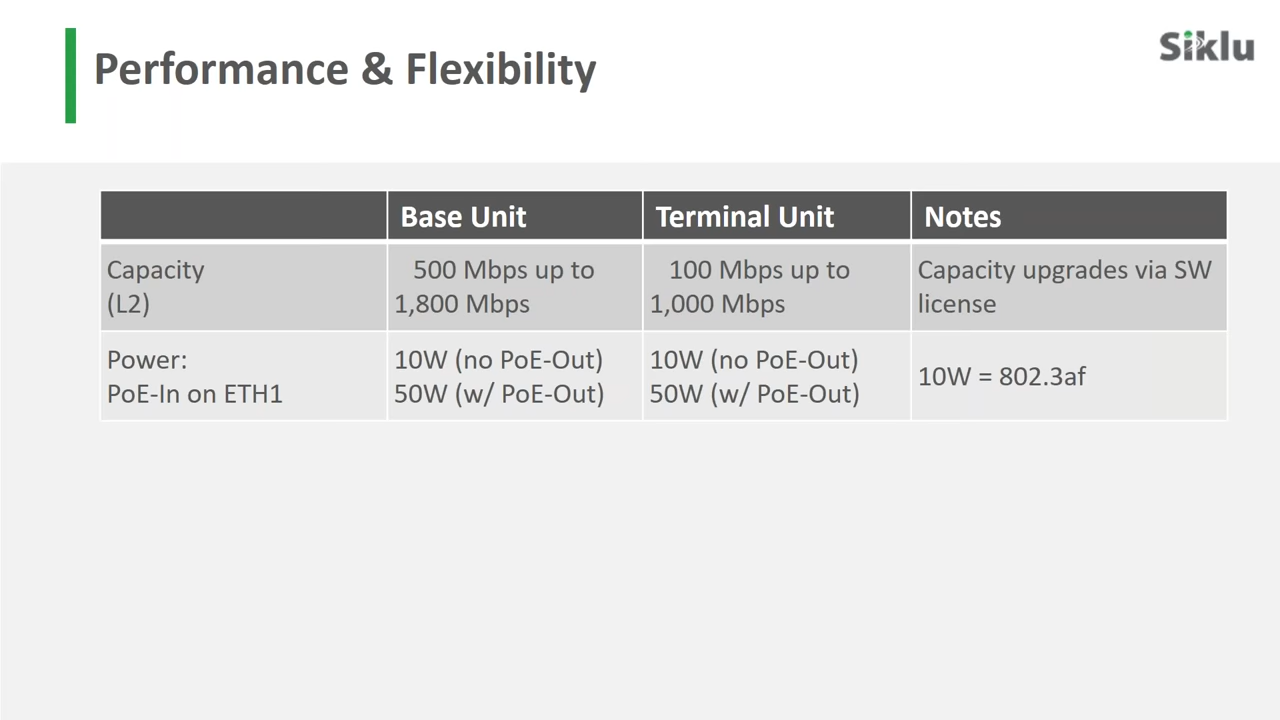 Performance & Flexibility
Siklu
Base Unit
Terminal Unit
Notes
Capacity
(L2)
500 Mbps up to
1,800 Mbps
100 Mbps up to
1,000 Mbps
Capacity upgrades via SW
license
Power:
PoE-In on ETH1
10W (no PoE-Out)
50W (w/ PoE-Out)
10W (no PoE-Out)
50W (w/ PoE-Out)
10W = 802.3af